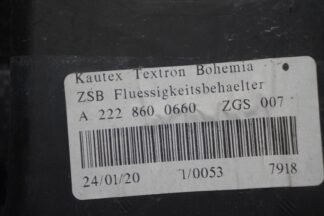 Kautex Textron Bohemia
ZSB Fluessigkeitsbehaelter
A 222 860 0660 ZGS 007
24/01/20 1/0053 7918